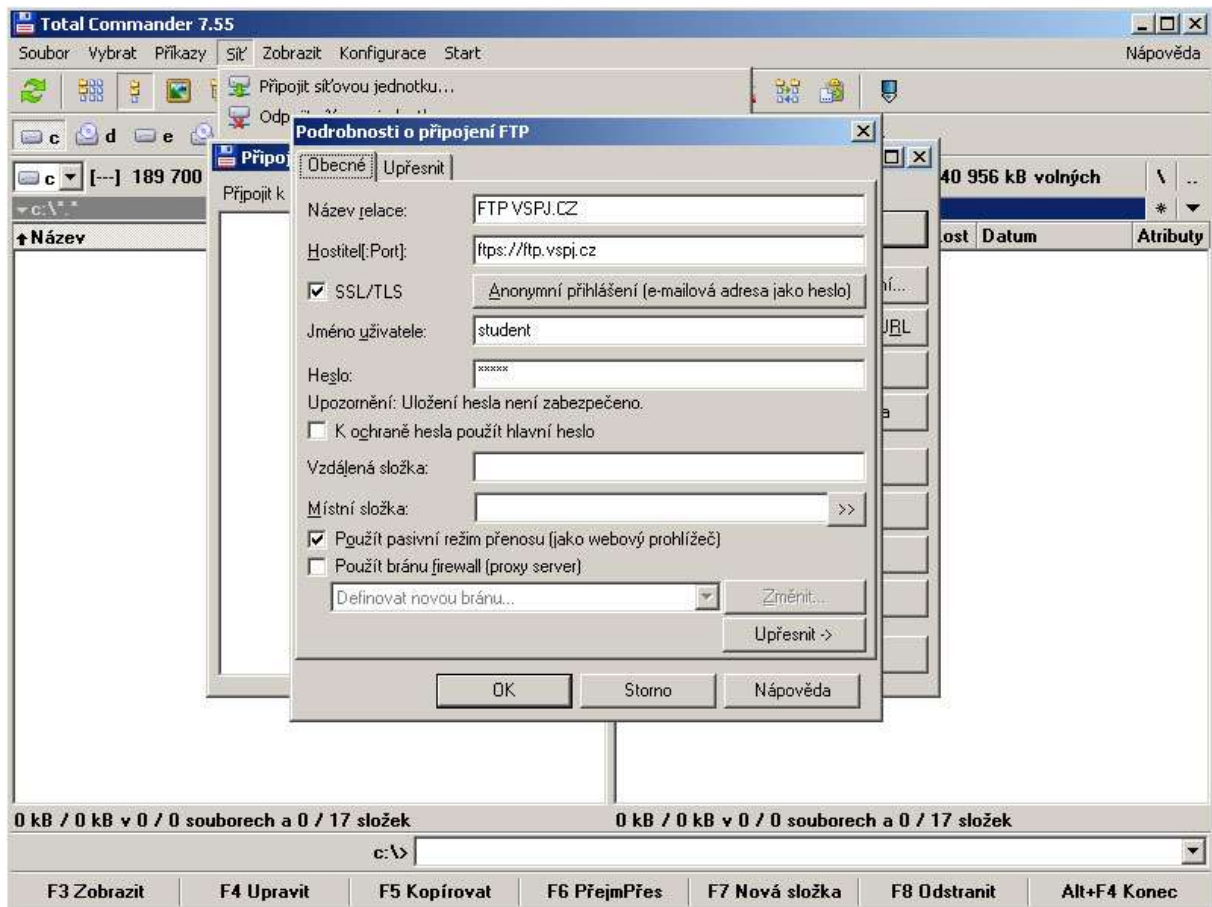 Total Commander 7.55
Soubor Vybrat Příkazy Síť Zobrazit Konfigurace Start Nápověda
Připojit síťovou jednotku...
c d e
Podrobnosti o připojení FTP
Obecné Upřesnit
c [---] 189 700
40 956 kB volných \ ..
Připojit k
c:\*.* * 
Název
Datum Atributy
Název relace: FTP VSPJ.CZ
Hostitel[:Port]: ftps://ftp.vspj.cz
SSL/TLS Anonymní přihlášení (e-mailová adresa jako heslo)
URL
Jméno uživatele: student
Heslo: *****
Upozornění: Uložení hesla není zabezpečeno.
K ochraně hesla použít hlavní heslo
Vzdálená složka:
Místní složka: >>
Použít pasivní režim přenosu (jako webový prohlížeč)
Použít bránu firewall (proxy server)
Definovat novou bránu... Změnit...
Upřesnit ->
OK Storno Nápověda
0 kB / 0 kB v 0 / 0 souborech a 0 / 17 složek 0 kB / 0 kB v 0 / 0 souborech a 0 / 17 složek
c:\>
F3 Zobrazit F4 Upravit F5 Kopírovat F6 PřejmPřes F7 Nová složka F8 Odstranit Alt+F4 Konec